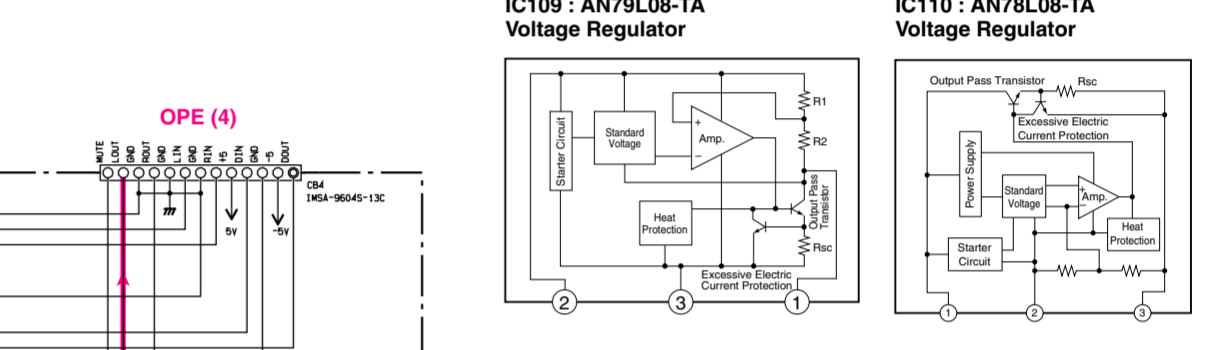 OPE (4)
MUTE
LOUT
GND
ROUT
GND
LIN
GND
RIN
+5
DIN
GND
-5
DOUT
CB4
IMSA-9604S-13C
5V
-5V
IC109 : AN79L08-TA
Voltage Regulator
Starter Circuit
Standard
Voltage
+
Amp.
−
R1
R2
Output Pass
Transistor
Heat
Protection
Rsc
Excessive Electric
Current Protection
2
3
1
IC110 : AN78L08-TA
Voltage Regulator
Output Pass Transistor
Rsc
Excessive Electric
Current Protection
Power Supply
Standard
Voltage
+
Amp.
−
Heat
Protection
Starter
Circuit
1
2
3